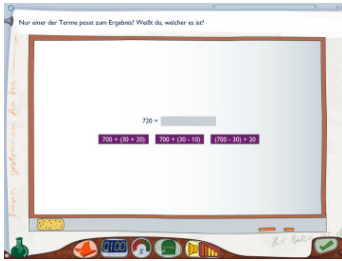 Nur einer der Terme passt zum Ergebnis! Weißt du, welcher es ist?
720 =
700 + (30 + 20) 700 + (30 - 10) (700 - 30) + 20